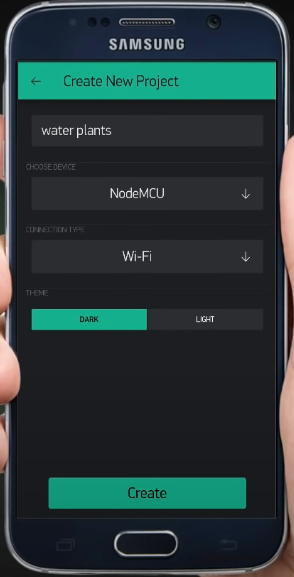 SAMSUNG
← Create New Project
water plants
CHOOSE DEVICE
NodeMCU ↓
CONNECTION TYPE
Wi-Fi ↓
THEME
DARK LIGHT
Create